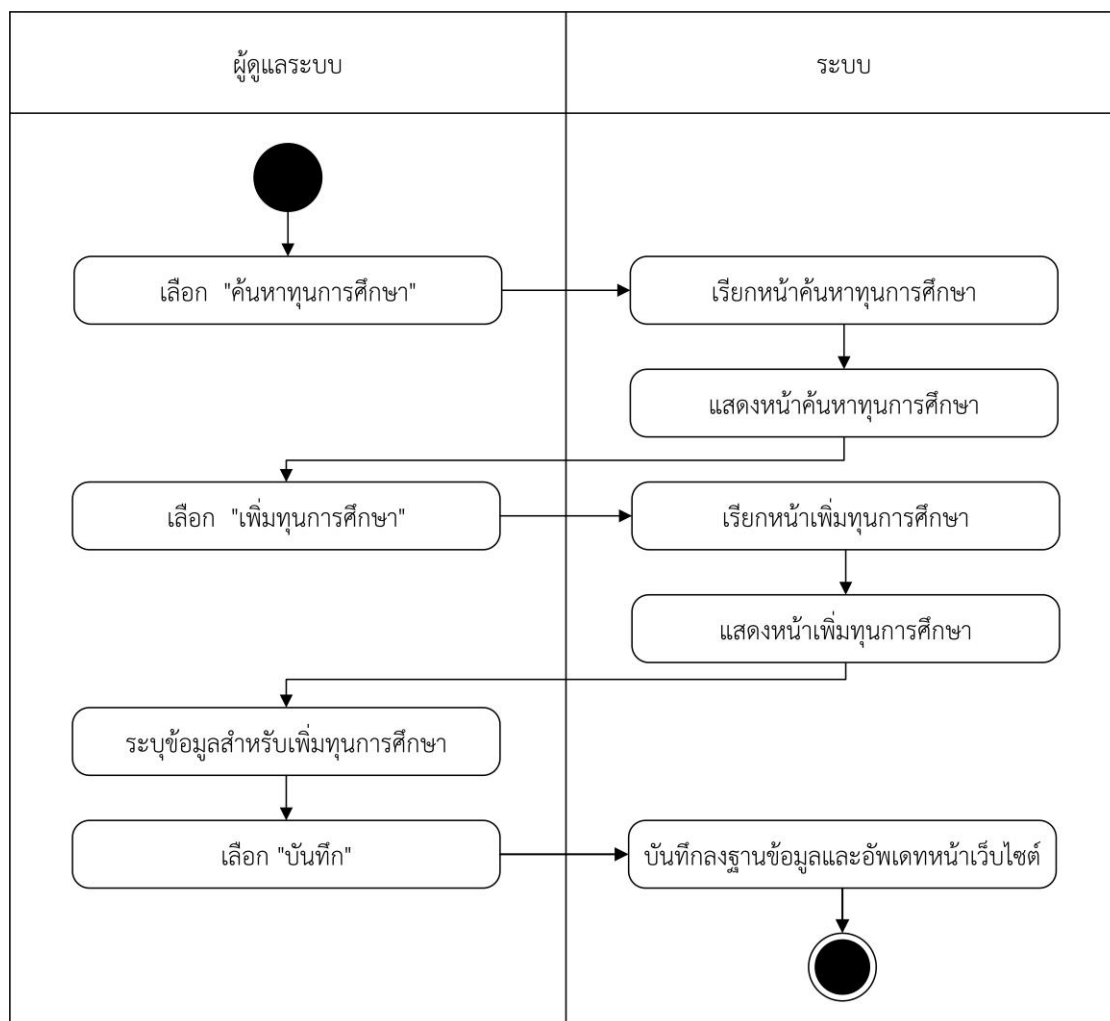 ผู้ดูแลระบบ
ระบบ
เลือก "ค้นหาทุนการศึกษา"
เรียกหน้าค้นหาทุนการศึกษา
แสดงหน้าค้นหาทุนการศึกษา
เลือก "เพิ่มทุนการศึกษา"
เรียกหน้าเพิ่มทุนการศึกษา
แสดงหน้าเพิ่มทุนการศึกษา
ระบุข้อมูลสำหรับเพิ่มทุนการศึกษา
เลือก "บันทึก"
บันทึกลงฐานข้อมูลและอัพเดทหน้าเว็บไซต์